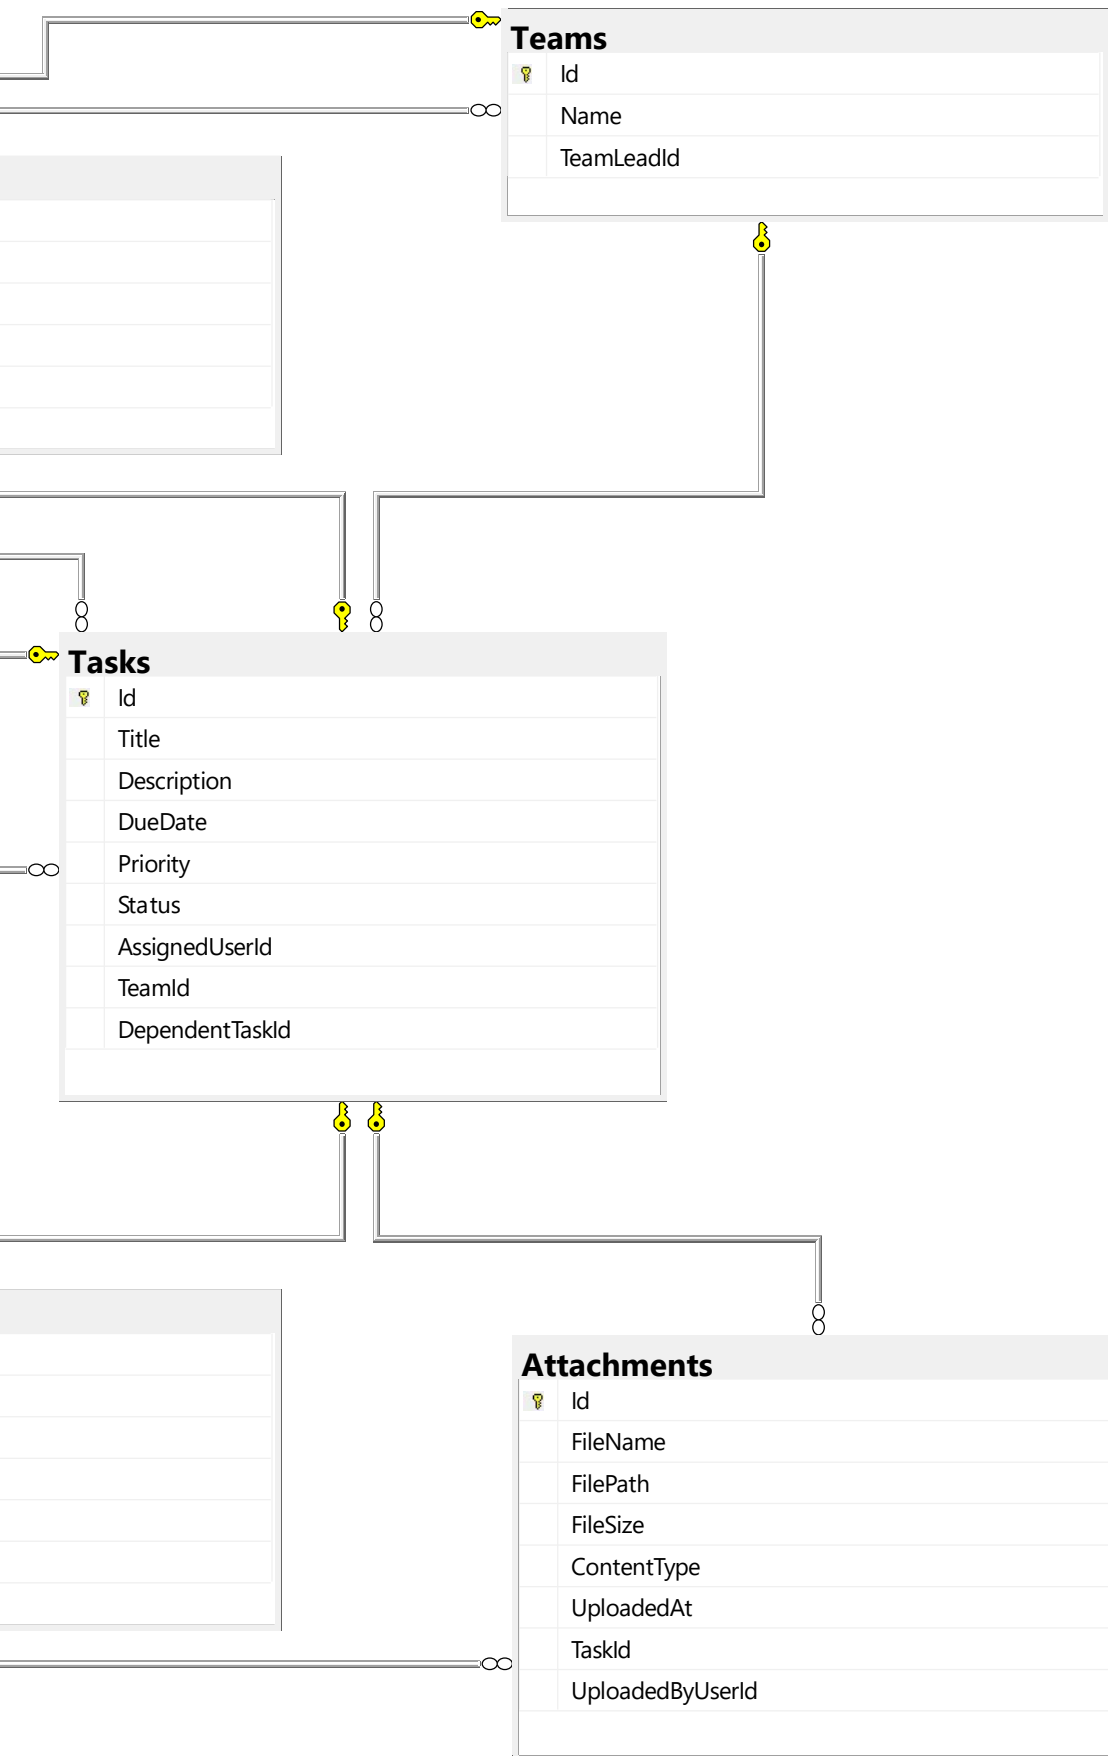 Teams
Id
Name
TeamLeadId
Tasks
Id
Title
Description
DueDate
Priority
Status
AssignedUserId
TeamId
DependentTaskId
Attachments
Id
FileName
FilePath
FileSize
ContentType
UploadedAt
TaskId
UploadedByUserId